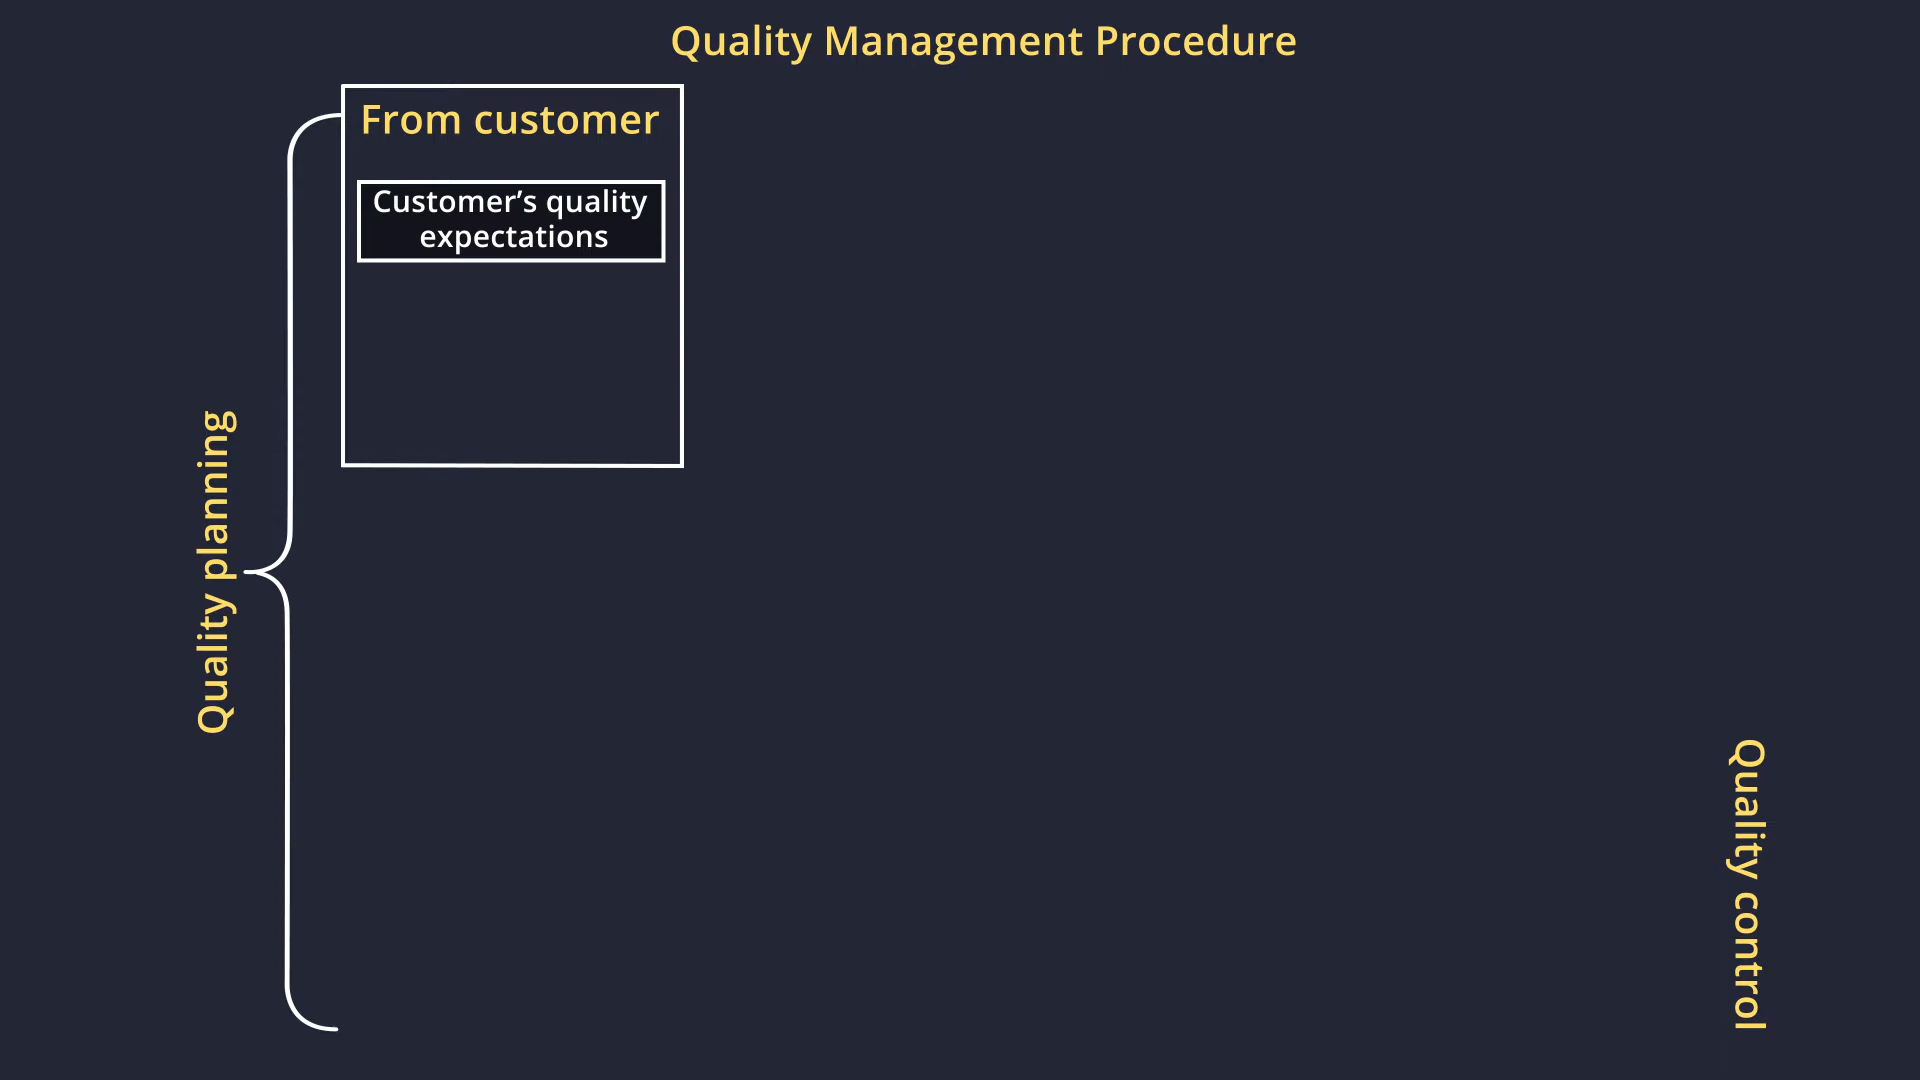 Quality Management Procedure
From customer
Customer’s quality
expectations
Quality planning
Quality control